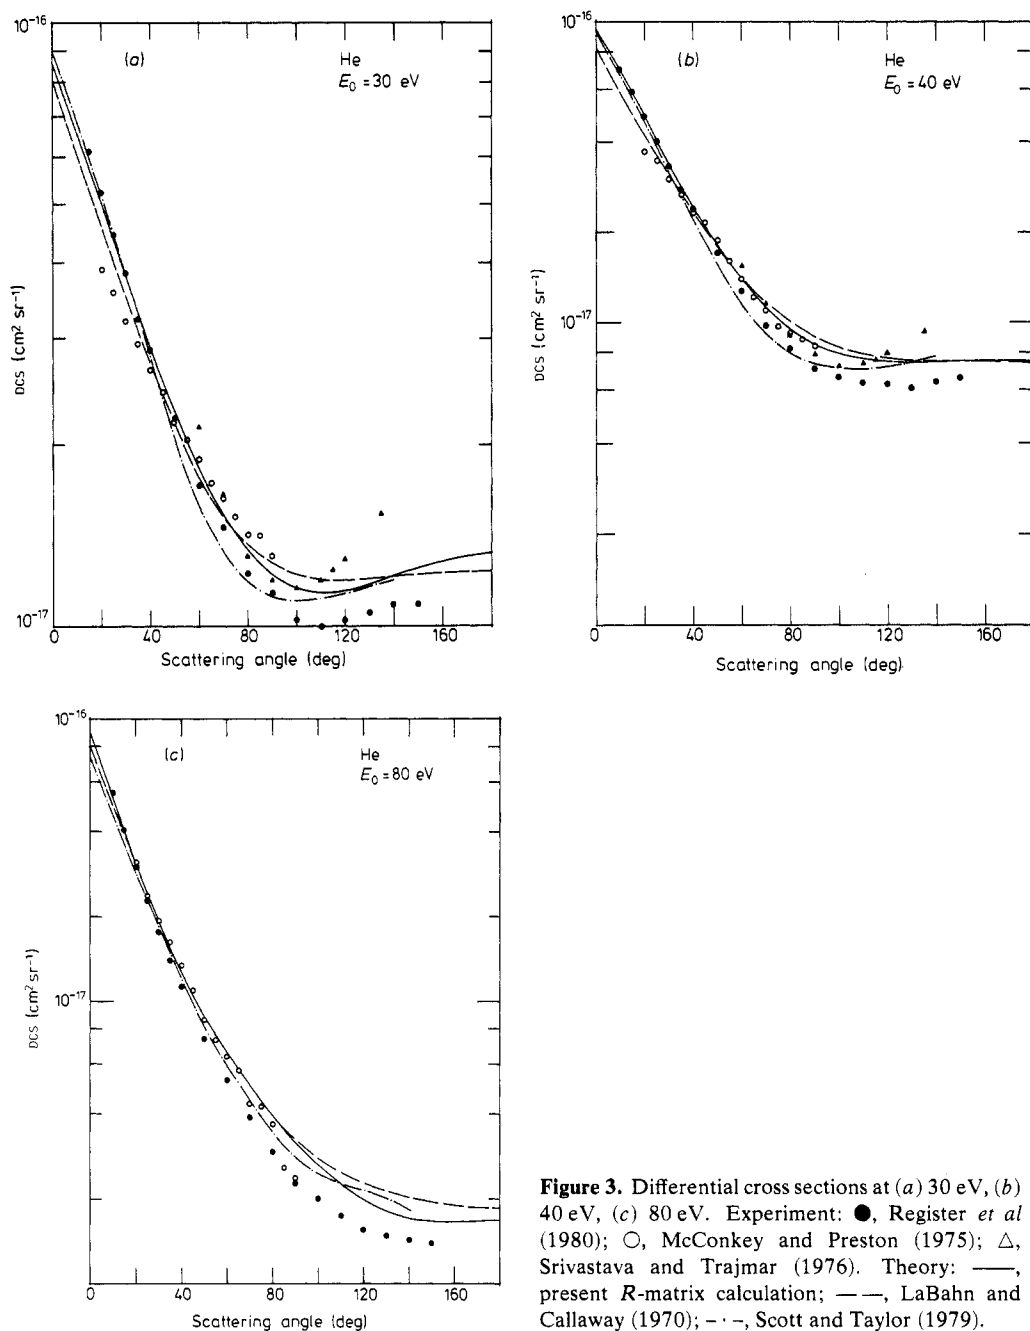 10⁻¹⁶
(a)
He
E₀ = 30 eV
DCS (cm² sr⁻¹)
10⁻¹⁷
0
40
80
120
160
Scattering angle (deg)
10⁻¹⁶
(b)
He
E₀ = 40 eV
DCS (cm² sr⁻¹)
10⁻¹⁷
0
40
80
120
160
Scattering angle (deg)
10⁻¹⁶
(c)
He
E₀ = 80 eV
DCS (cm² sr⁻¹)
10⁻¹⁷
0
40
80
120
160
Scattering angle (deg)
Figure 3. Differential cross sections at (a) 30 eV, (b)
40 eV, (c) 80 eV. Experiment: ●, Register et al
(1980); ○, McConkey and Preston (1975); △,
Srivastava and Trajmar (1976). Theory: ——,
present R-matrix calculation; — —, LaBahn and
Callaway (1970); – · –, Scott and Taylor (1979).